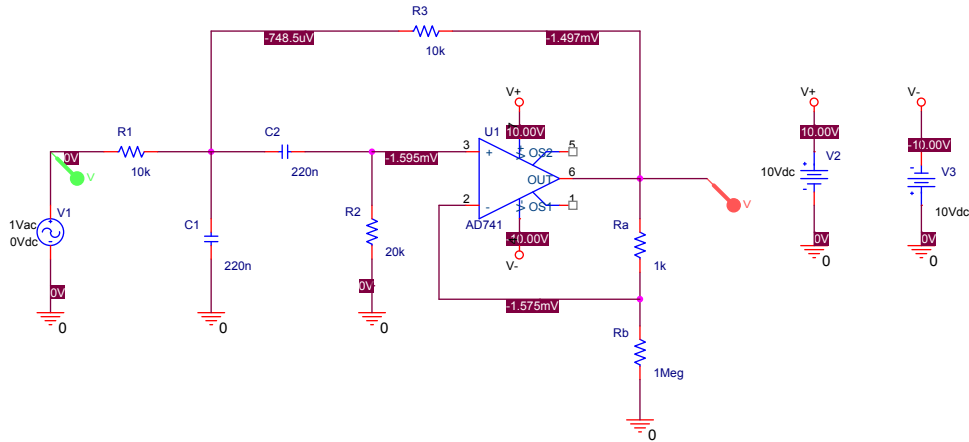 R3
-748.5uV
-1.497mV
10k
V+
V+
V-
U1
10.00V
10.00V
-10.00V
R1
C2
3
+
OS2
5
V2
V3
0V
V
10k
220n
-1.595mV
OUT
6
10Vdc
V
V1
R2
2
-
OS1
1
10Vdc
1Vac
0Vdc
C1
AD741
-10.00V
Ra
0V
0V
220n
20k
V-
1k
0
0
0V
0V
-1.575mV
0
0
0
Rb
1Meg
0